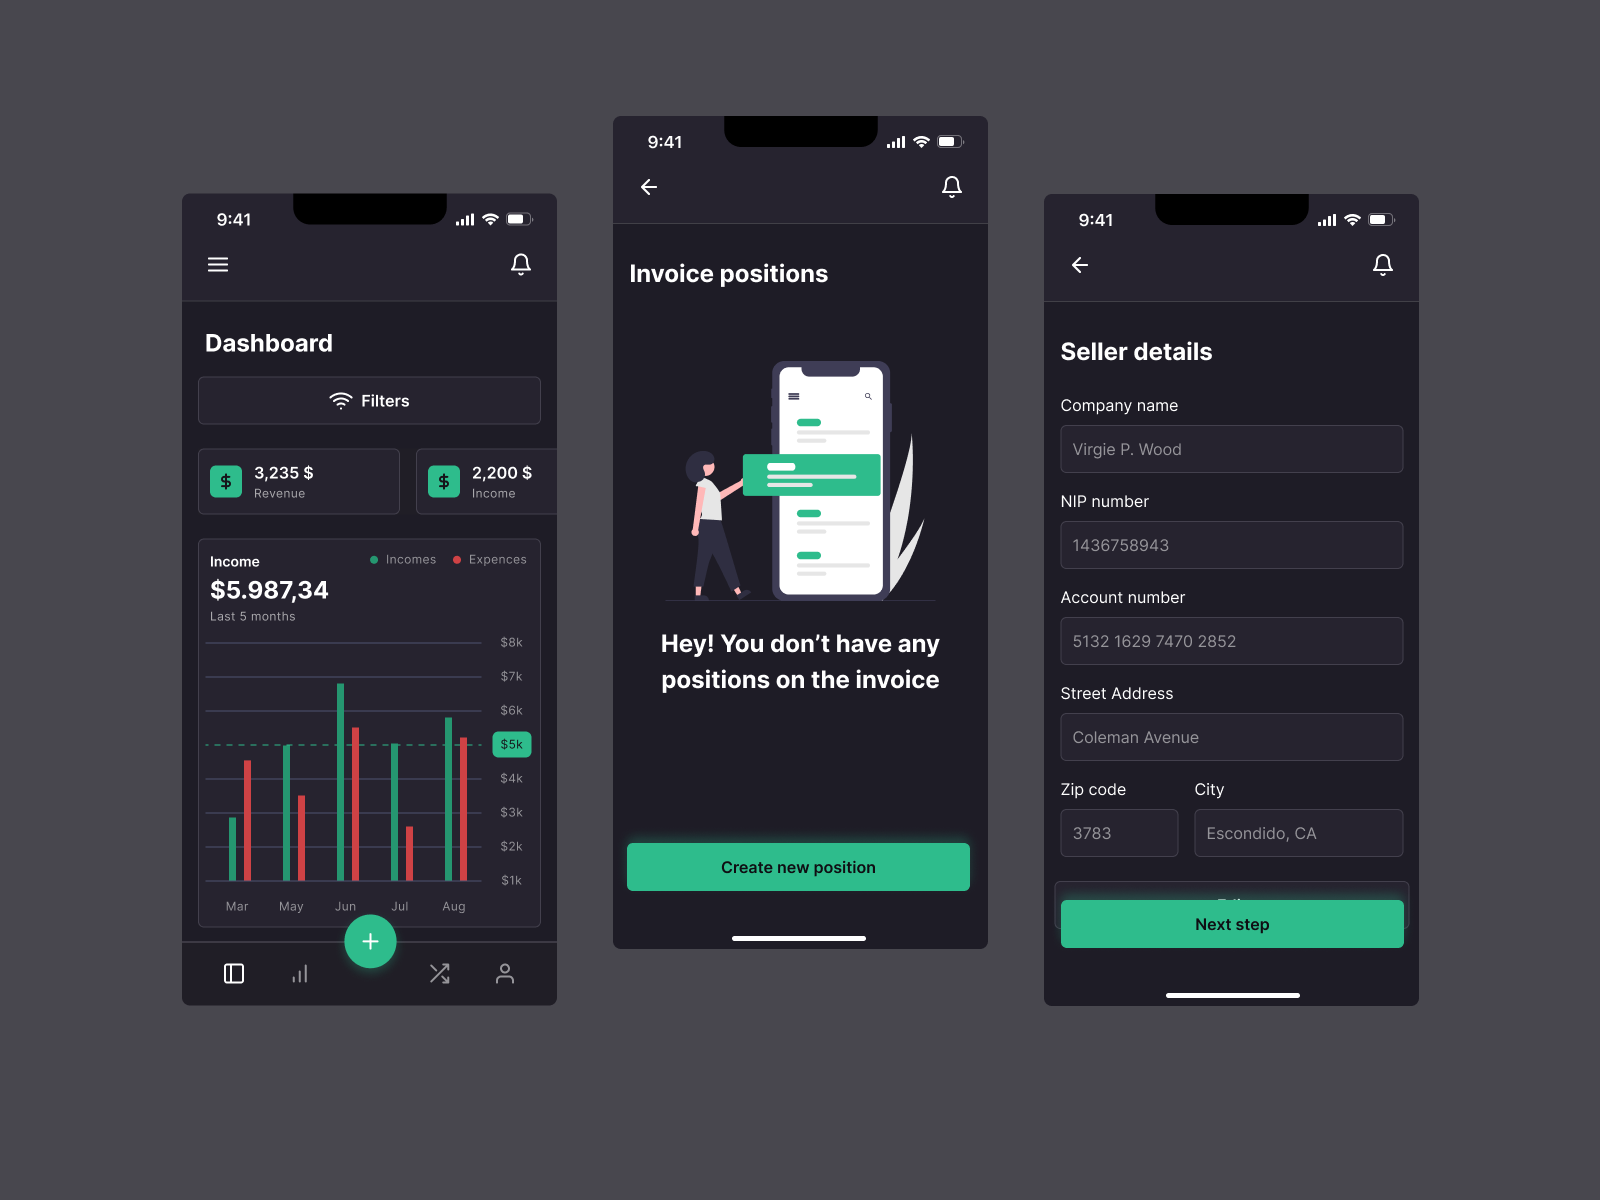 9:41
Dashboard
Filters
3,235 $
Revenue
2,200 $
Income
Income
Incomes
Expences
$5.987,34
Last 5 months
$8k
$7k
$6k
$5k
$4k
$3k
$2k
$1k
Mar May Jun Jul Aug
9:41
Invoice positions
Hey! You don’t have any
positions on the invoice
Create new position
9:41
Seller details
Company name
Virgie P. Wood
NIP number
1436758943
Account number
5132 1629 7470 2852
Street Address
Coleman Avenue
Zip code
City
3783
Escondido, CA
Next step